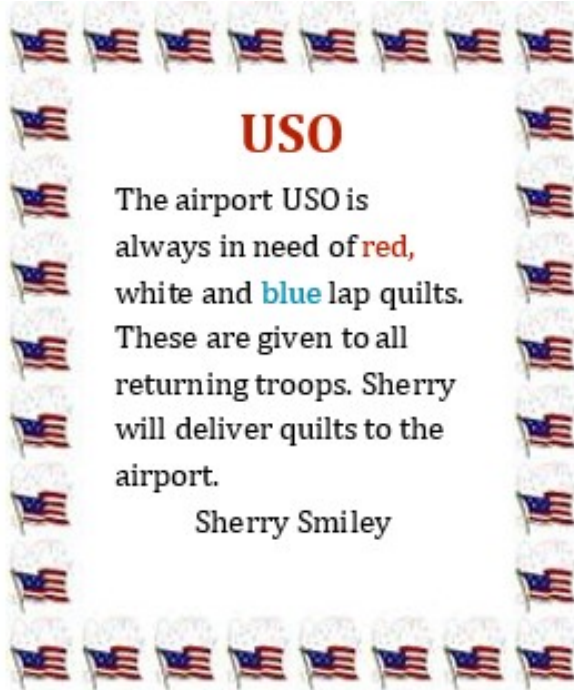 USO
The airport USO is
always in need of red,
white and blue lap quilts.
These are given to all
returning troops. Sherry
will deliver quilts to the
airport.
Sherry Smiley